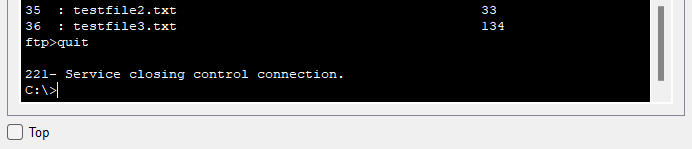 35  : testfile2.txt                                        33
36  : testfile3.txt                                        134
ftp>quit
221- Service closing control connection.
C:\>
Top